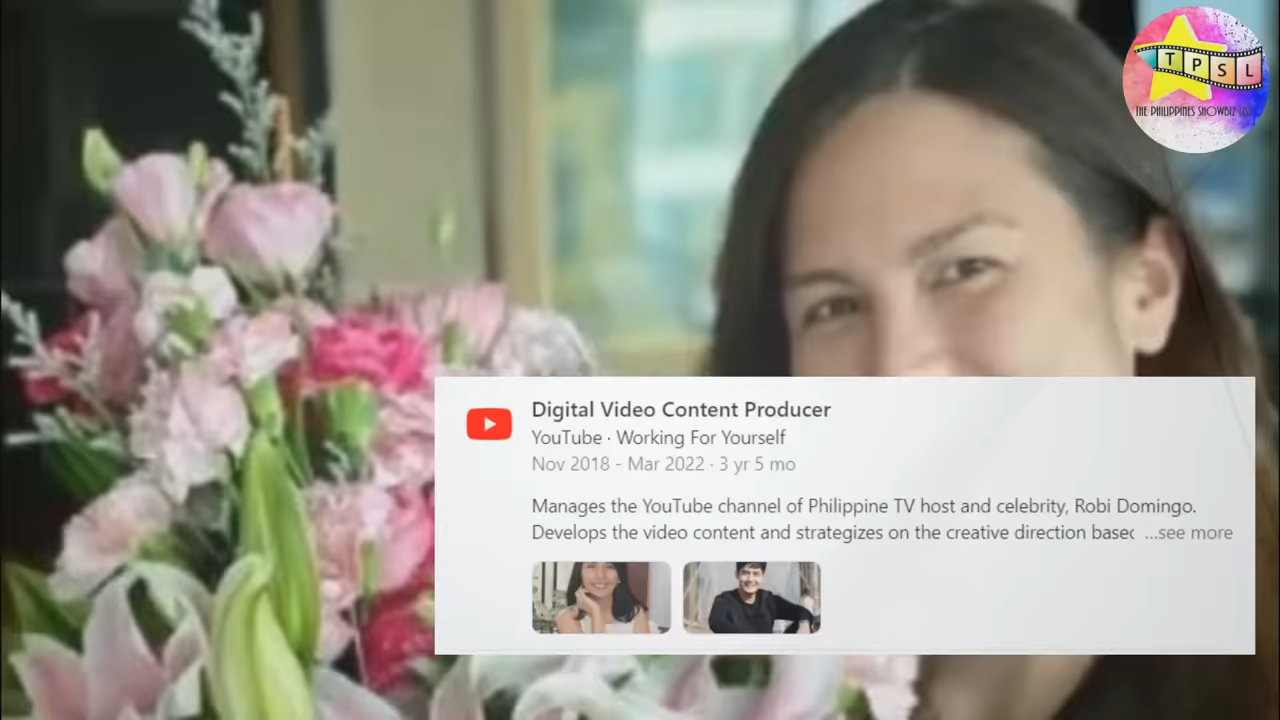 TPSL
THE PHILIPPINES SHOWBIZ LIST
Digital Video Content Producer
YouTube · Working For Yourself
Nov 2018 - Mar 2022 · 3 yr 5 mo
Manages the YouTube channel of Philippine TV host and celebrity, Robi Domingo.
Develops the video content and strategizes on the creative direction based ...see more